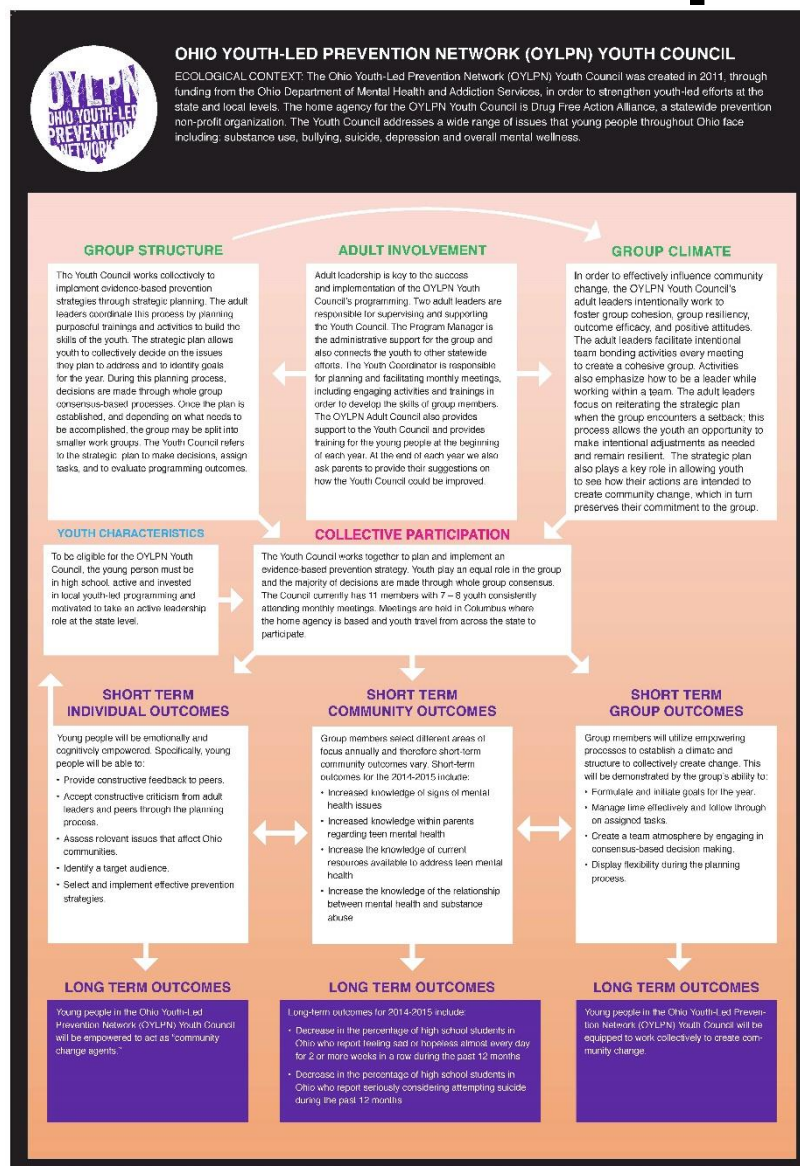 OYLPN
OHIO YOUTH-LED
PREVENTION
NETWORK
OHIO YOUTH-LED PREVENTION NETWORK (OYLPN) YOUTH COUNCIL
ECOLOGICAL CONTEXT: The Ohio Youth-Led Prevention Network (OYLPN) Youth Council was created in 2011, through
funding from the Ohio Department of Mental Health and Addiction Services, in order to strengthen youth-led efforts at the
state and local levels. The home agency for the OYLPN Youth Council is Drug Free Action Alliance, a statewide prevention
non-profit organization. The Youth Council addresses a wide range of issues that young people throughout Ohio face
including: substance use, bullying, suicide, depression and overall mental wellness.
GROUP STRUCTURE
The Youth Council works collectively to
implement evidence-based prevention
strategies through strategic planning. The adult
leaders coordinate this process by planning
purposeful trainings and activities to build the
skills of the youth. The strategic plan allows
youth to collectively decide on the issues
they plan to address and to identify goals
for the year. During this planning process,
decisions are made through whole group
consensus-based processes. Once the plan is
established, and depending on what needs to
be accomplished, the group may be split into
smaller work groups. The Youth Council refers
to the strategic plan to make decisions, assign
tasks, and to evaluate programming outcomes.
ADULT INVOLVEMENT
Adult leadership is key to the success
and implementation of the OYLPN Youth
Council's programming. Two adult leaders are
responsible for supervising and supporting
the Youth Council. The Program Manager is
the administrative support for the group and
also connects the youth to other statewide
efforts. The Youth Coordinator is responsible
for planning and facilitating monthly meetings,
including engaging activities and trainings in
order to develop the skills of group members.
The OYLPN Adult Council also provides
support to the Youth Council and provides
training for the young people at the beginning
of each year. At the end of each year we also
ask parents to provide their suggestions on
how the Youth Council could be improved.
GROUP CLIMATE
In order to effectively influence community
change, the OYLPN Youth Council's
adult leaders intentionally work to
foster group cohesion, group resiliency,
outcome efficacy, and positive attitudes.
The adult leaders facilitate intentional
team bonding activities every meeting
to create a cohesive group. Activities
also emphasize how to be a leader while
working within a team. The adult leaders
focus on reiterating the strategic plan
when the group encounters a setback; this
process allows the youth an opportunity to
make intentional adjustments as needed
and remain resilient. The strategic plan
also plays a key role in allowing youth
to see how their actions are intended to
create community change, which in turn
preserves their commitment to the group.
YOUTH CHARACTERISTICS
To be eligible for the OYLPN Youth
Council, the young person must be
in high school, active and invested
in local youth-led programming and
motivated to take an active leadership
role at the state level.
COLLECTIVE PARTICIPATION
The Youth Council works together to plan and implement an
evidence-based prevention strategy. Youth play an equal role in the group
and the majority of decisions are made through whole group consensus.
The Council currently has 11 members with 7 – 8 youth consistently
attending monthly meetings. Meetings are held in Columbus where
the home agency is based and youth travel from across the state to
participate.
SHORT TERM
INDIVIDUAL OUTCOMES
Young people will be emotionally and
cognitively empowered. Specifically, young
people will be able to:
• Provide constructive feedback to peers.
• Accept constructive criticism from adult
leaders and peers through the planning
process.
• Assess relevant issues that affect Ohio
communities.
• Identify a target audience.
• Select and implement effective prevention
strategies.
SHORT TERM
COMMUNITY OUTCOMES
Group members select different areas of
focus annually and therefore short-term
community outcomes vary. Short-term
outcomes for the 2014-2015 include:
• Increased knowledge of signs of mental
health issues
• Increased knowledge within parents
regarding teen mental health
• Increase the knowledge of current
resources available to address teen mental
health
• Increase the knowledge of the relationship
between mental health and substance
abuse
SHORT TERM
GROUP OUTCOMES
Group members will utilize empowering
processes to establish a climate and
structure to collectively create change. This
will be demonstrated by the group's ability to:
• Formulate and initiate goals for the year.
• Manage time effectively and follow through
on assigned tasks.
• Create a team atmosphere by engaging in
consensus-based decision making.
• Display flexibility during the planning
process.
LONG TERM OUTCOMES
Young people in the Ohio Youth-Led
Prevention Network (OYLPN) Youth Council
will be empowered to act as "community
change agents."
LONG TERM OUTCOMES
Long-term outcomes for 2014-2015 include:
• Decrease in the percentage of high school students in
Ohio who report feeling sad or hopeless almost every day
for 2 or more weeks in a row during the past 12 months
• Decrease in the percentage of high school students in
Ohio who report seriously considering attempting suicide
during the past 12 months
LONG TERM OUTCOMES
Young people in the Ohio Youth-Led Preven-
tion Network (OYLPN) Youth Council will be
equipped to work collectively to create com-
munity change.